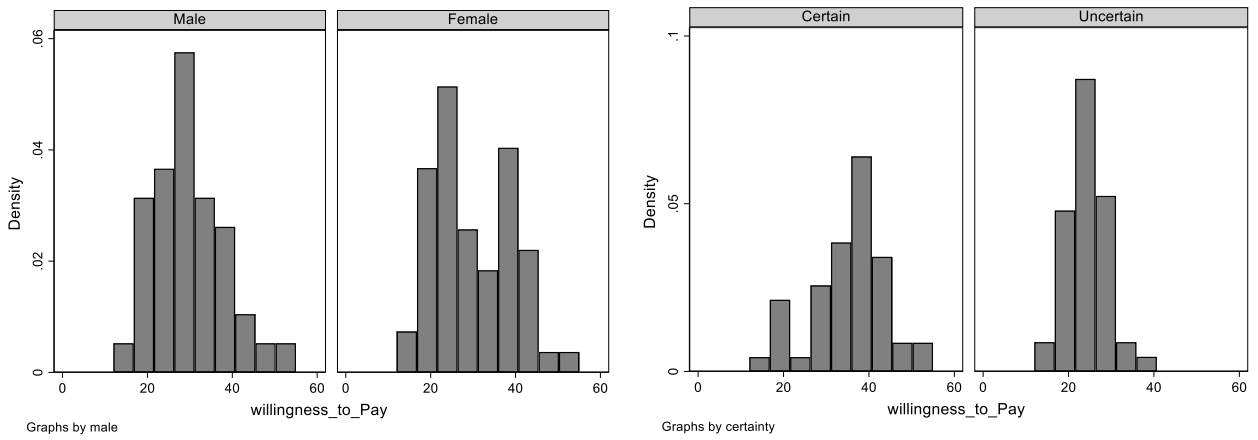 Male Female
.06
.04
.02
0
Density
0 20 40 60 0 20 40 60
willingness_to_Pay
Graphs by male
Certain Uncertain
.1
.05
0
Density
0 20 40 60 0 20 40 60
willingness_to_Pay
Graphs by certainty